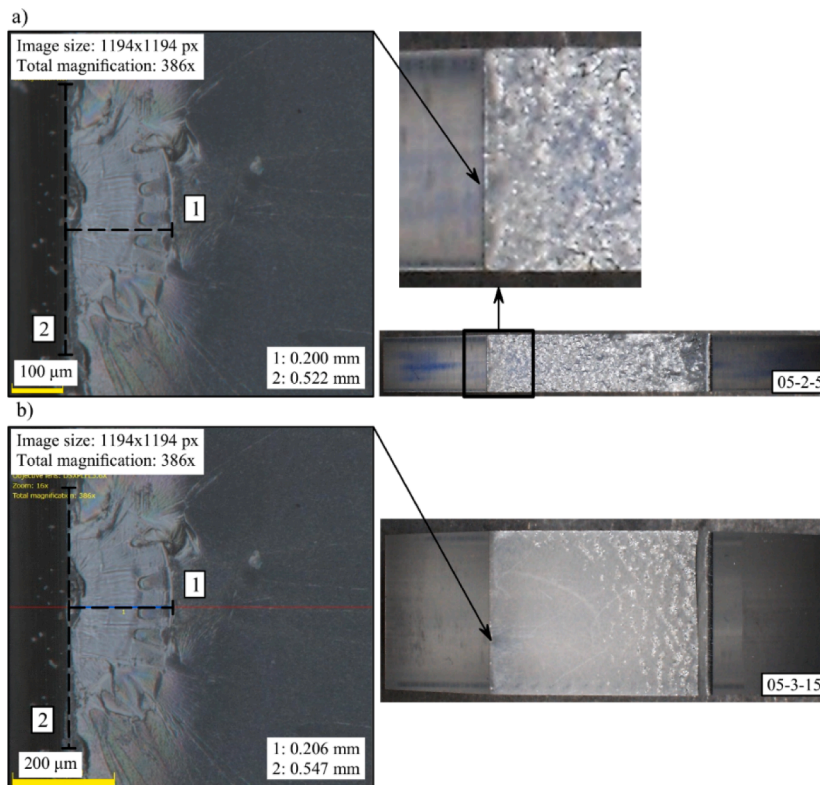 a)
Image size: 1194x1194 px
Total magnification: 386x
1
2
100 µm
1: 0.200 mm
2: 0.522 mm
05-2-5
b)
Image size: 1194x1194 px
Total magnification: 386x
Zoom: 16x
Total magnification: 386x
1
2
200 µm
1: 0.206 mm
2: 0.547 mm
05-3-15